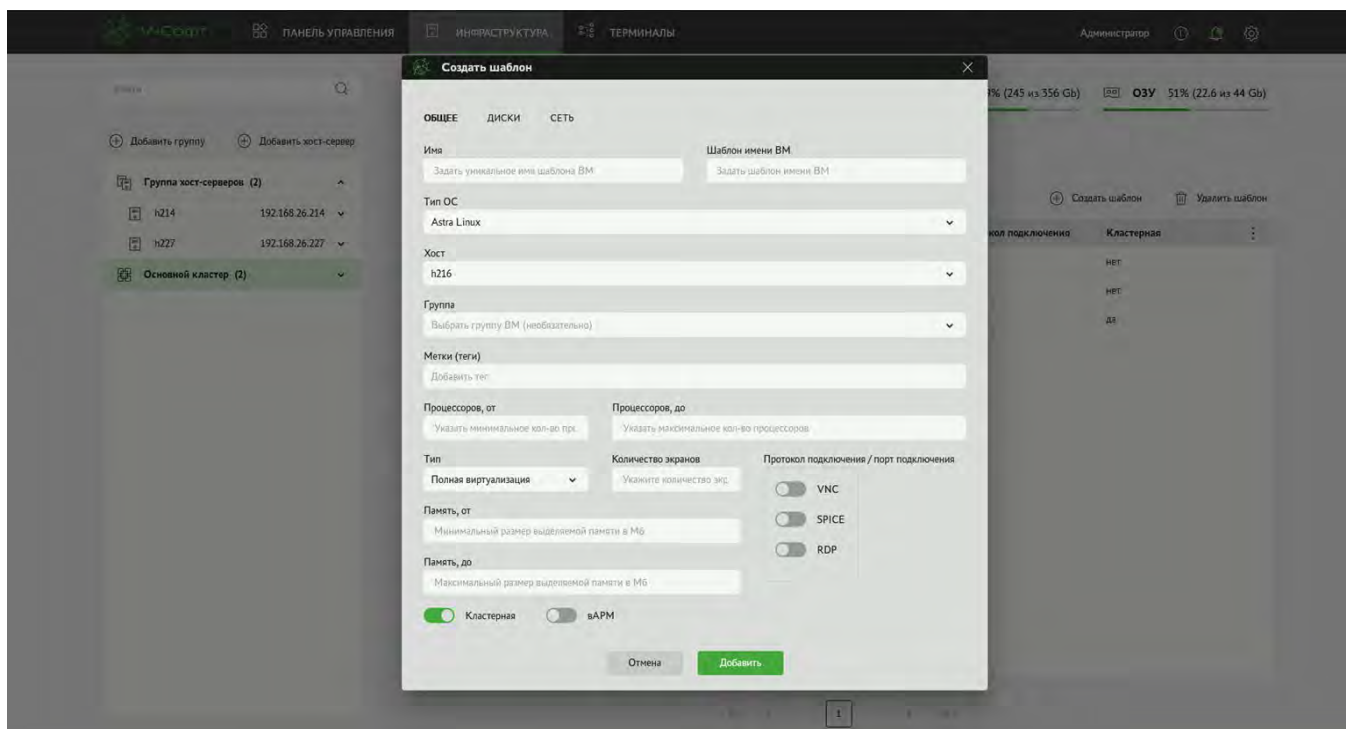 ПАНЕЛЬ УПРАВЛЕНИЯ ИНФРАСТРУКТУРА ТЕРМИНАЛЫ Администратор
Создать шаблон
% (245 из 356 Gb) ОЗУ 51% (22.6 из 44 Gb)
ОБЩЕЕ ДИСКИ СЕТЬ
Добавить группу Добавить хост-сервер
Имя Шаблон имени ВМ
Задать уникальное имя шаблона ВМ Задать шаблон имени ВМ
Группа хост-серверов (2)
Создать шаблон Удалить шаблон
Тип ОС
h214 192.168.26.214
Astra Linux
кол подключения Кластерная
h227 192.168.26.227
Хост
нет
Основной кластер (2)
h216
нет
Группа
да
Выбрать группу ВМ (необязательно)
Метки (теги)
Добавить тег
Процессоров, от Процессоров, до
Указать минимальное кол-во Указать максимальное кол-во процессоров
Тип Количество экранов Протокол подключения / порт подключения
Полная виртуализация Укажите количество экр
VNC
Память, от
SPICE
Минимальный размер выделяемой памяти в Мб
RDP
Память, до
Максимальный размер выделяемой памяти в Мб
Кластерная вАРМ
Отмена Добавить
1